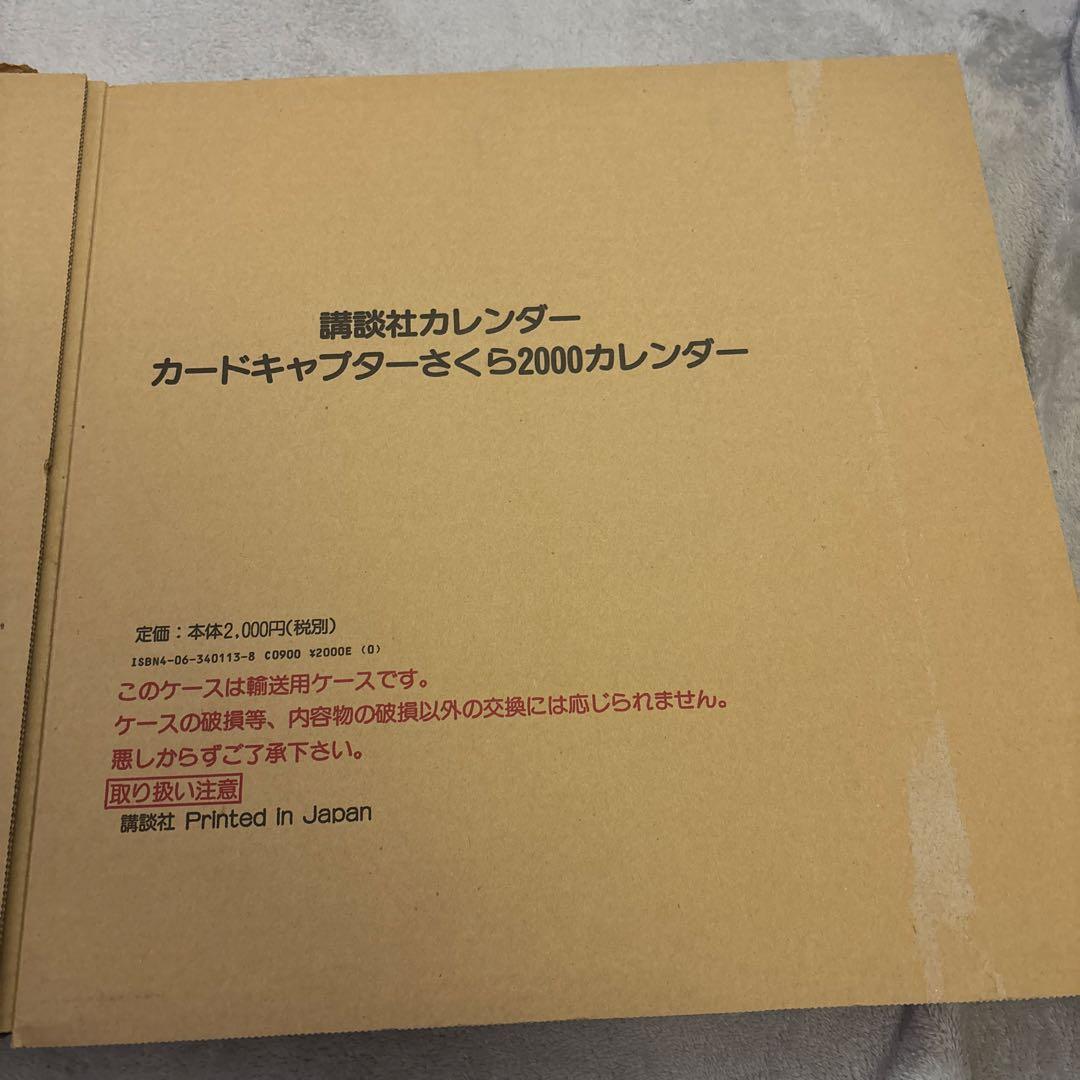 講談社カレンダー
カードキャプターさくら2000カレンダー
定価：本体2,000円(税別)
ISBN4-06-340113-8 C0900 ¥2000E (0)
このケースは輸送用ケースです。
ケースの破損等、内容物の破損以外の交換には応じられません。
悪しからずご了承下さい。
取り扱い注意
講談社 Printed in Japan